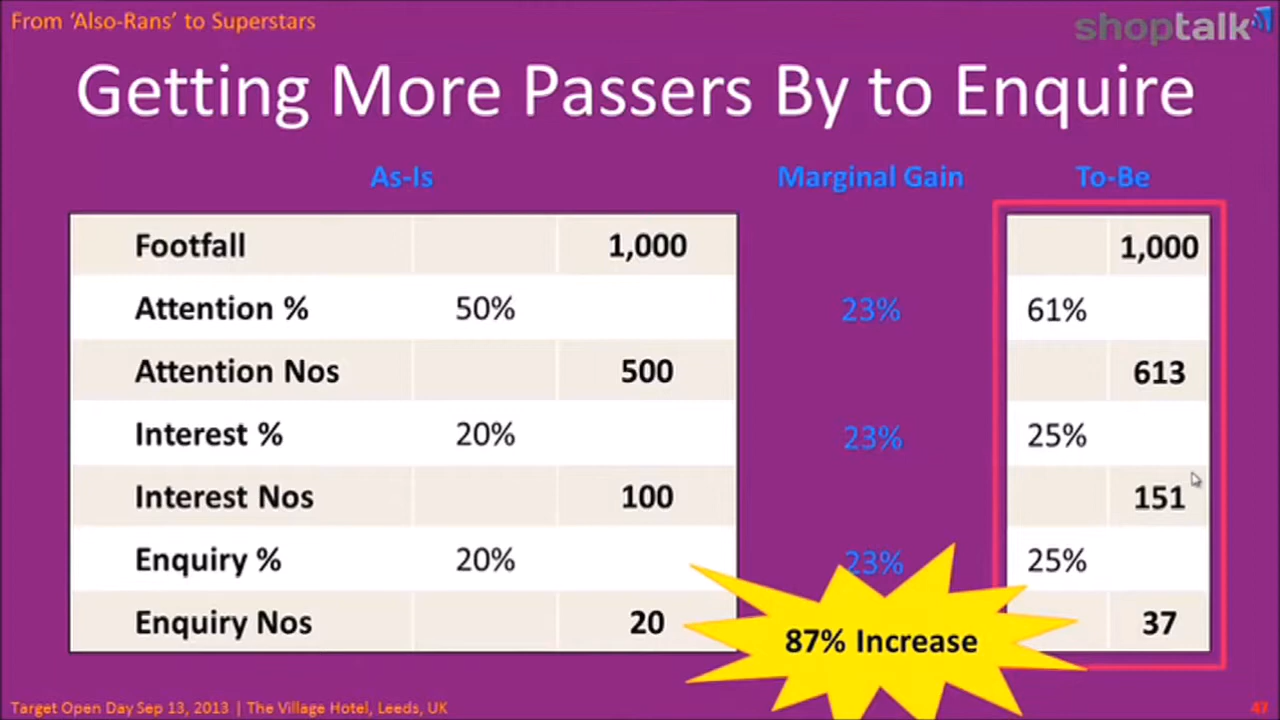 From ‘Also-Rans’ to Superstars
shoptalk
Getting More Passers By to Enquire
As-Is Marginal Gain To-Be
Footfall 1,000 1,000
Attention % 50% 23% 61%
Attention Nos 500 613
Interest % 20% 23% 25%
Interest Nos 100 151
Enquiry % 20% 23% 25%
Enquiry Nos 20 37
87% Increase
Target Open Day Sep 13, 2013 | The Village Hotel, Leeds, UK
47